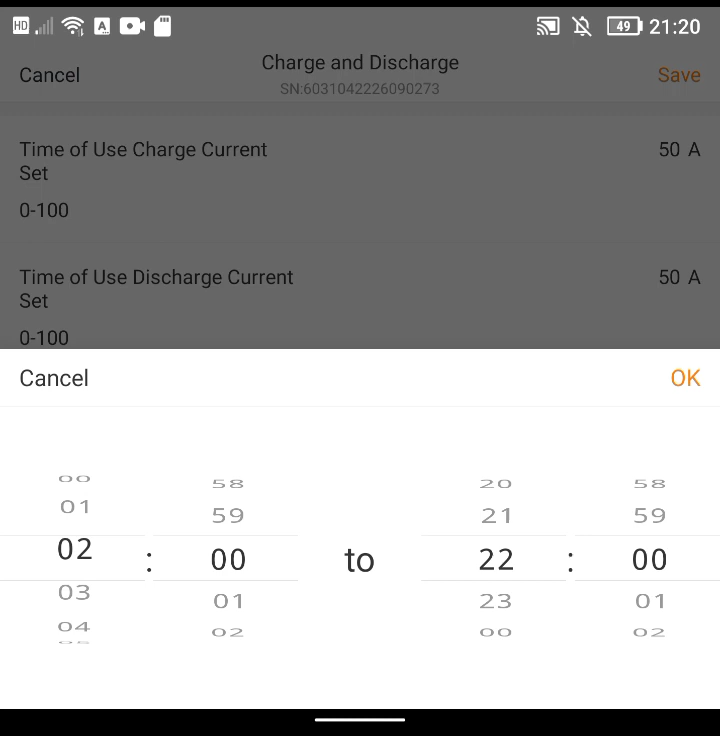 HD A 49 21:20
Cancel Charge and Discharge Save
SN:6031042226090273
Time of Use Charge Current 50 A
Set
0-100
Time of Use Discharge Current 50 A
Set
0-100
Cancel OK
00 58 20 58
01 59 21 59
02 : 00 to 22 : 00
03 01 23 01
04 02 00 02
05